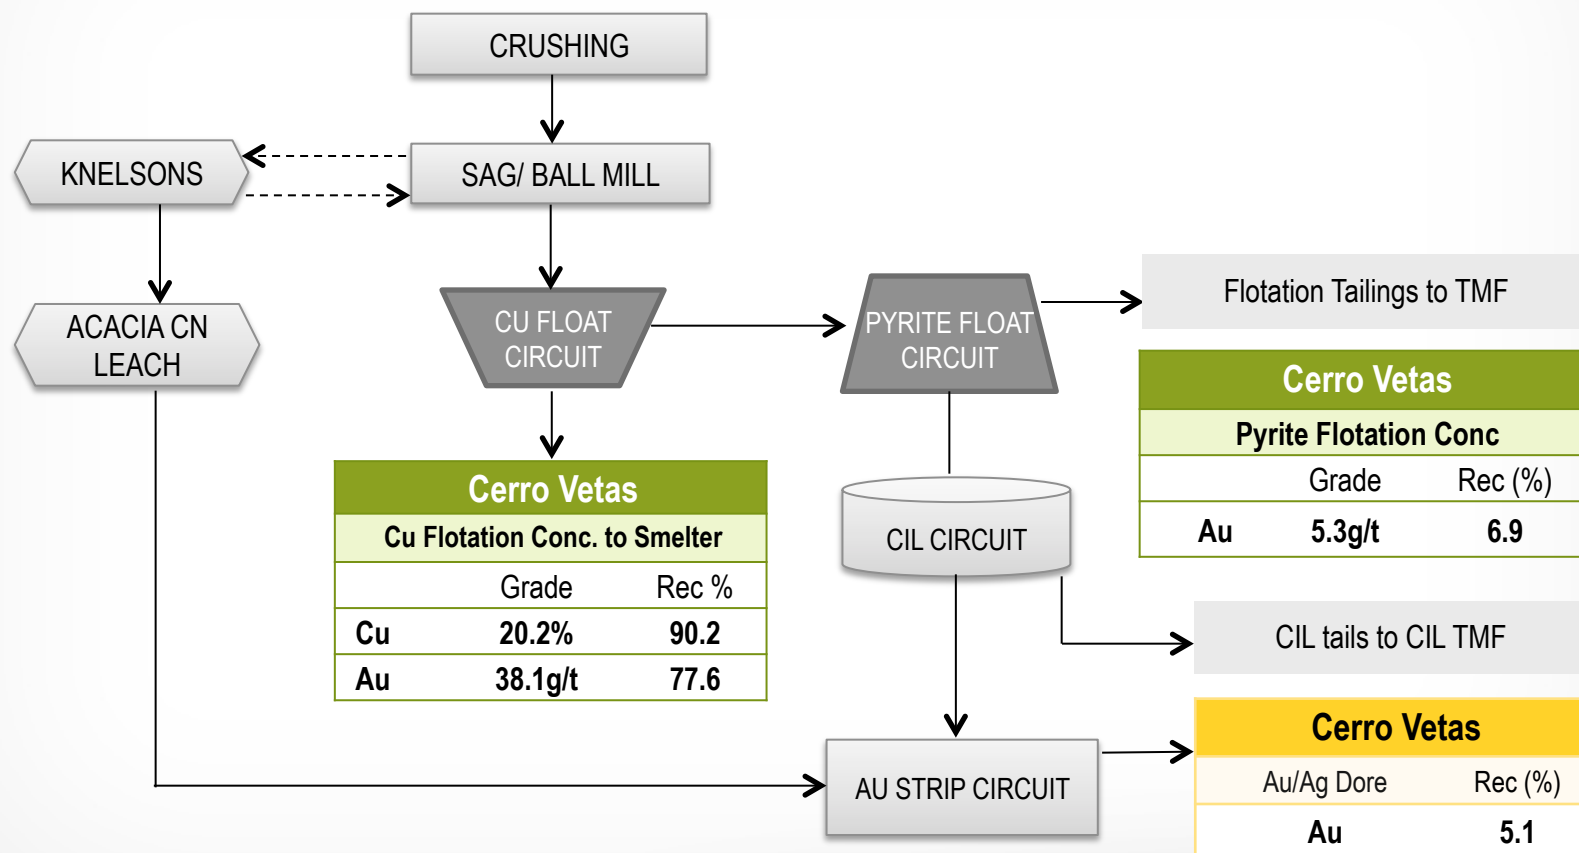 CRUSHING
KNELSONS
SAG/ BALL MILL
ACACIA CN
LEACH
CU FLOAT
CIRCUIT
PYRITE FLOAT
CIRCUIT
Flotation Tailings to TMF
Cerro Vetas
Pyrite Flotation Conc
Grade Rec (%)
Au 5.3g/t 6.9
Cerro Vetas
Cu Flotation Conc. to Smelter
Grade Rec %
Cu 20.2% 90.2
Au 38.1g/t 77.6
CIL CIRCUIT
CIL tails to CIL TMF
AU STRIP CIRCUIT
Cerro Vetas
Au/Ag Dore Rec (%)
Au 5.1